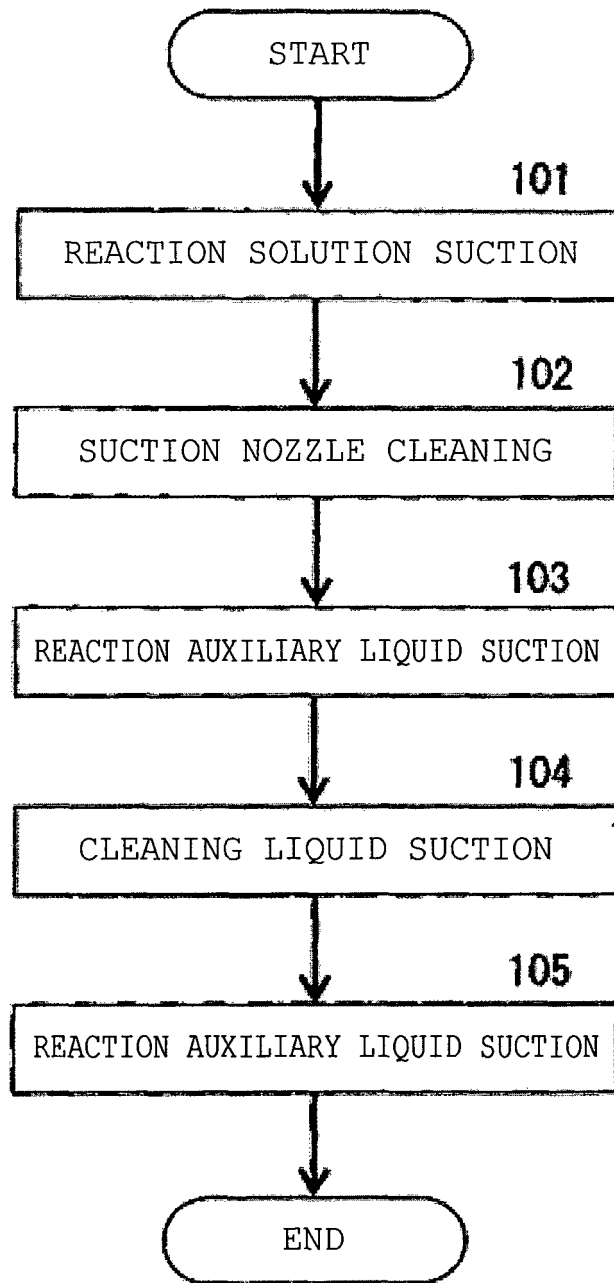 START
101
REACTION SOLUTION SUCTION
102
SUCTION NOZZLE CLEANING
103
REACTION AUXILIARY LIQUID SUCTION
104
CLEANING LIQUID SUCTION
105
REACTION AUXILIARY LIQUID SUCTION
END